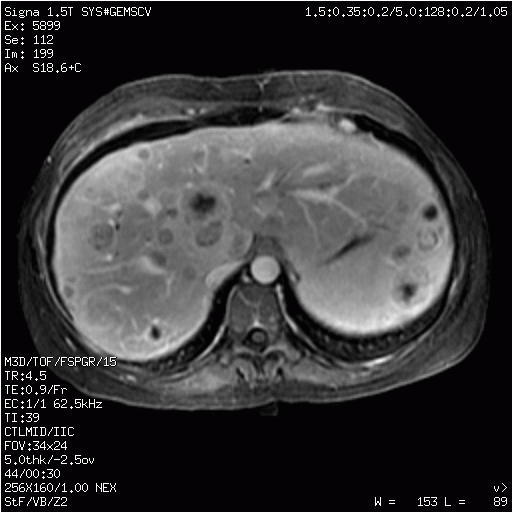 Signa 1.5T SYS#GEMSCV
1.5:0.35:0.2/5.0:128:0.2/1.05
Ex: 5899
Se: 112
Im: 199
Ax S18.6+C
M3D/TOF/FSPGR/15
TR:4.5
TE:0.9/Fr
EC:1/1 62.5kHz
TI:39
CTLMID/IIC
FOV:34x24
5.0thk/-2.5ov
44/00:30
256X160/1.00 NEX
StF/VB/Z2
v>
W = 153 L = 89